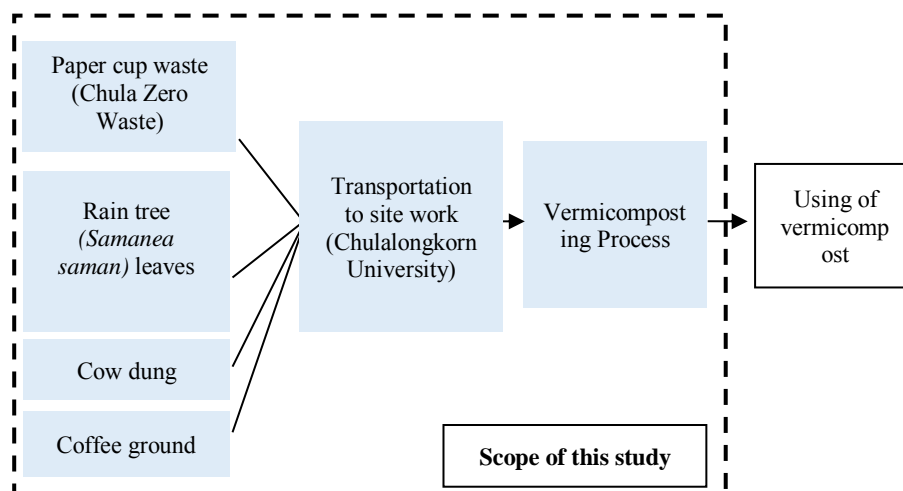 Paper cup waste
(Chula Zero
Waste)
Rain tree
(Samanea
saman) leaves
Cow dung
Coffee ground
Transportation
to site work
(Chulalongkorn
University)
Vermicompost
ing Process
Using of
vermicomp
ost
Scope of this study